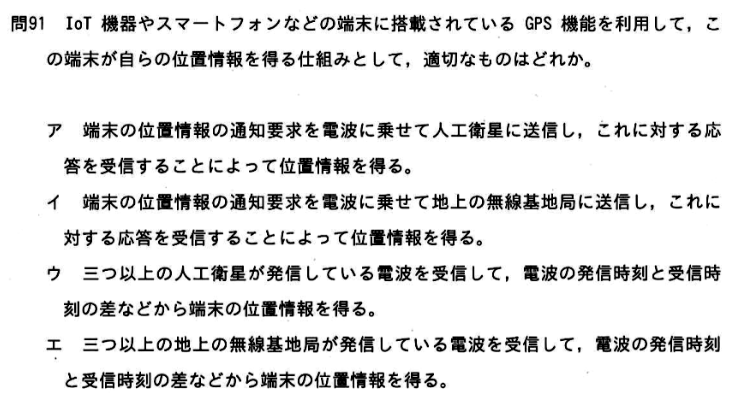 問91 IoT 機器やスマートフォンなどの端末に搭載されている GPS 機能を利用して，こ
の端末が自らの位置情報を得る仕組みとして，適切なものはどれか。
ア 端末の位置情報の通知要求を電波に乗せて人工衛星に送信し，これに対する応
答を受信することによって位置情報を得る。
イ 端末の位置情報の通知要求を電波に乗せて地上の無線基地局に送信し，これに
対する応答を受信することによって位置情報を得る。
ウ 三つ以上の人工衛星が発信している電波を受信して，電波の発信時刻と受信時
刻の差などから端末の位置情報を得る。
エ 三つ以上の地上の無線基地局が発信している電波を受信して，電波の発信時刻
と受信時刻の差などから端末の位置情報を得る。